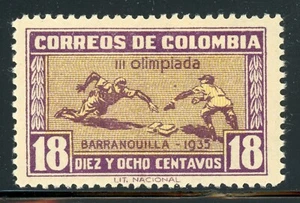 CORREOS DE COLOMBIA
III olimpiada
BARRANQUILLA - 1935
18 DIEZ Y OCHO CENTAVOS 18
LIT. NACIONAL